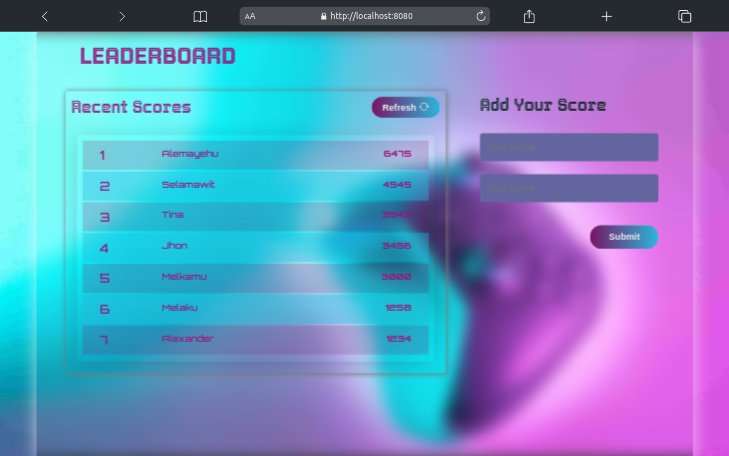 AA http://localhost:8080
LEADERBOARD
Recent Scores
Refresh
1 Alemayehu 6475
2 Selamawit 4545
3 Tina
4 Jhon 3456
5 Melkamu 3000
6 Melaku 1258
7 Alexander 1234
Add Your Score
Your name
Your score
Submit